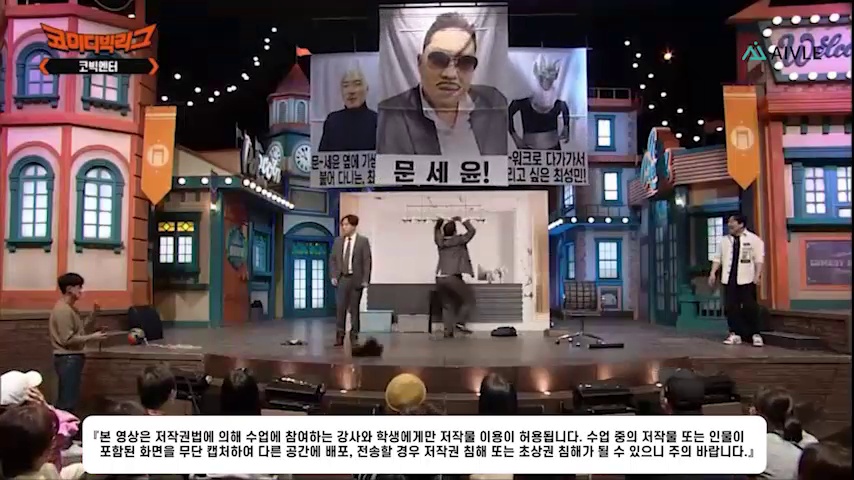 코미디빅리그
코빅엔터
AIVLE
문세윤!
문-세윤 옆에
붙어 다니는,
-워크로 다가가서
리고 싶은 최성민!
『본 영상은 저작권법에 의해 수업에 참여하는 강사와 학생에게만 저작물 이용이 허용됩니다. 수업 중의 저작물 또는 인물이
포함된 화면을 무단 캡처하여 다른 공간에 배포, 전송할 경우 저작권 침해 또는 초상권 침해가 될 수 있으니 주의 바랍니다.』